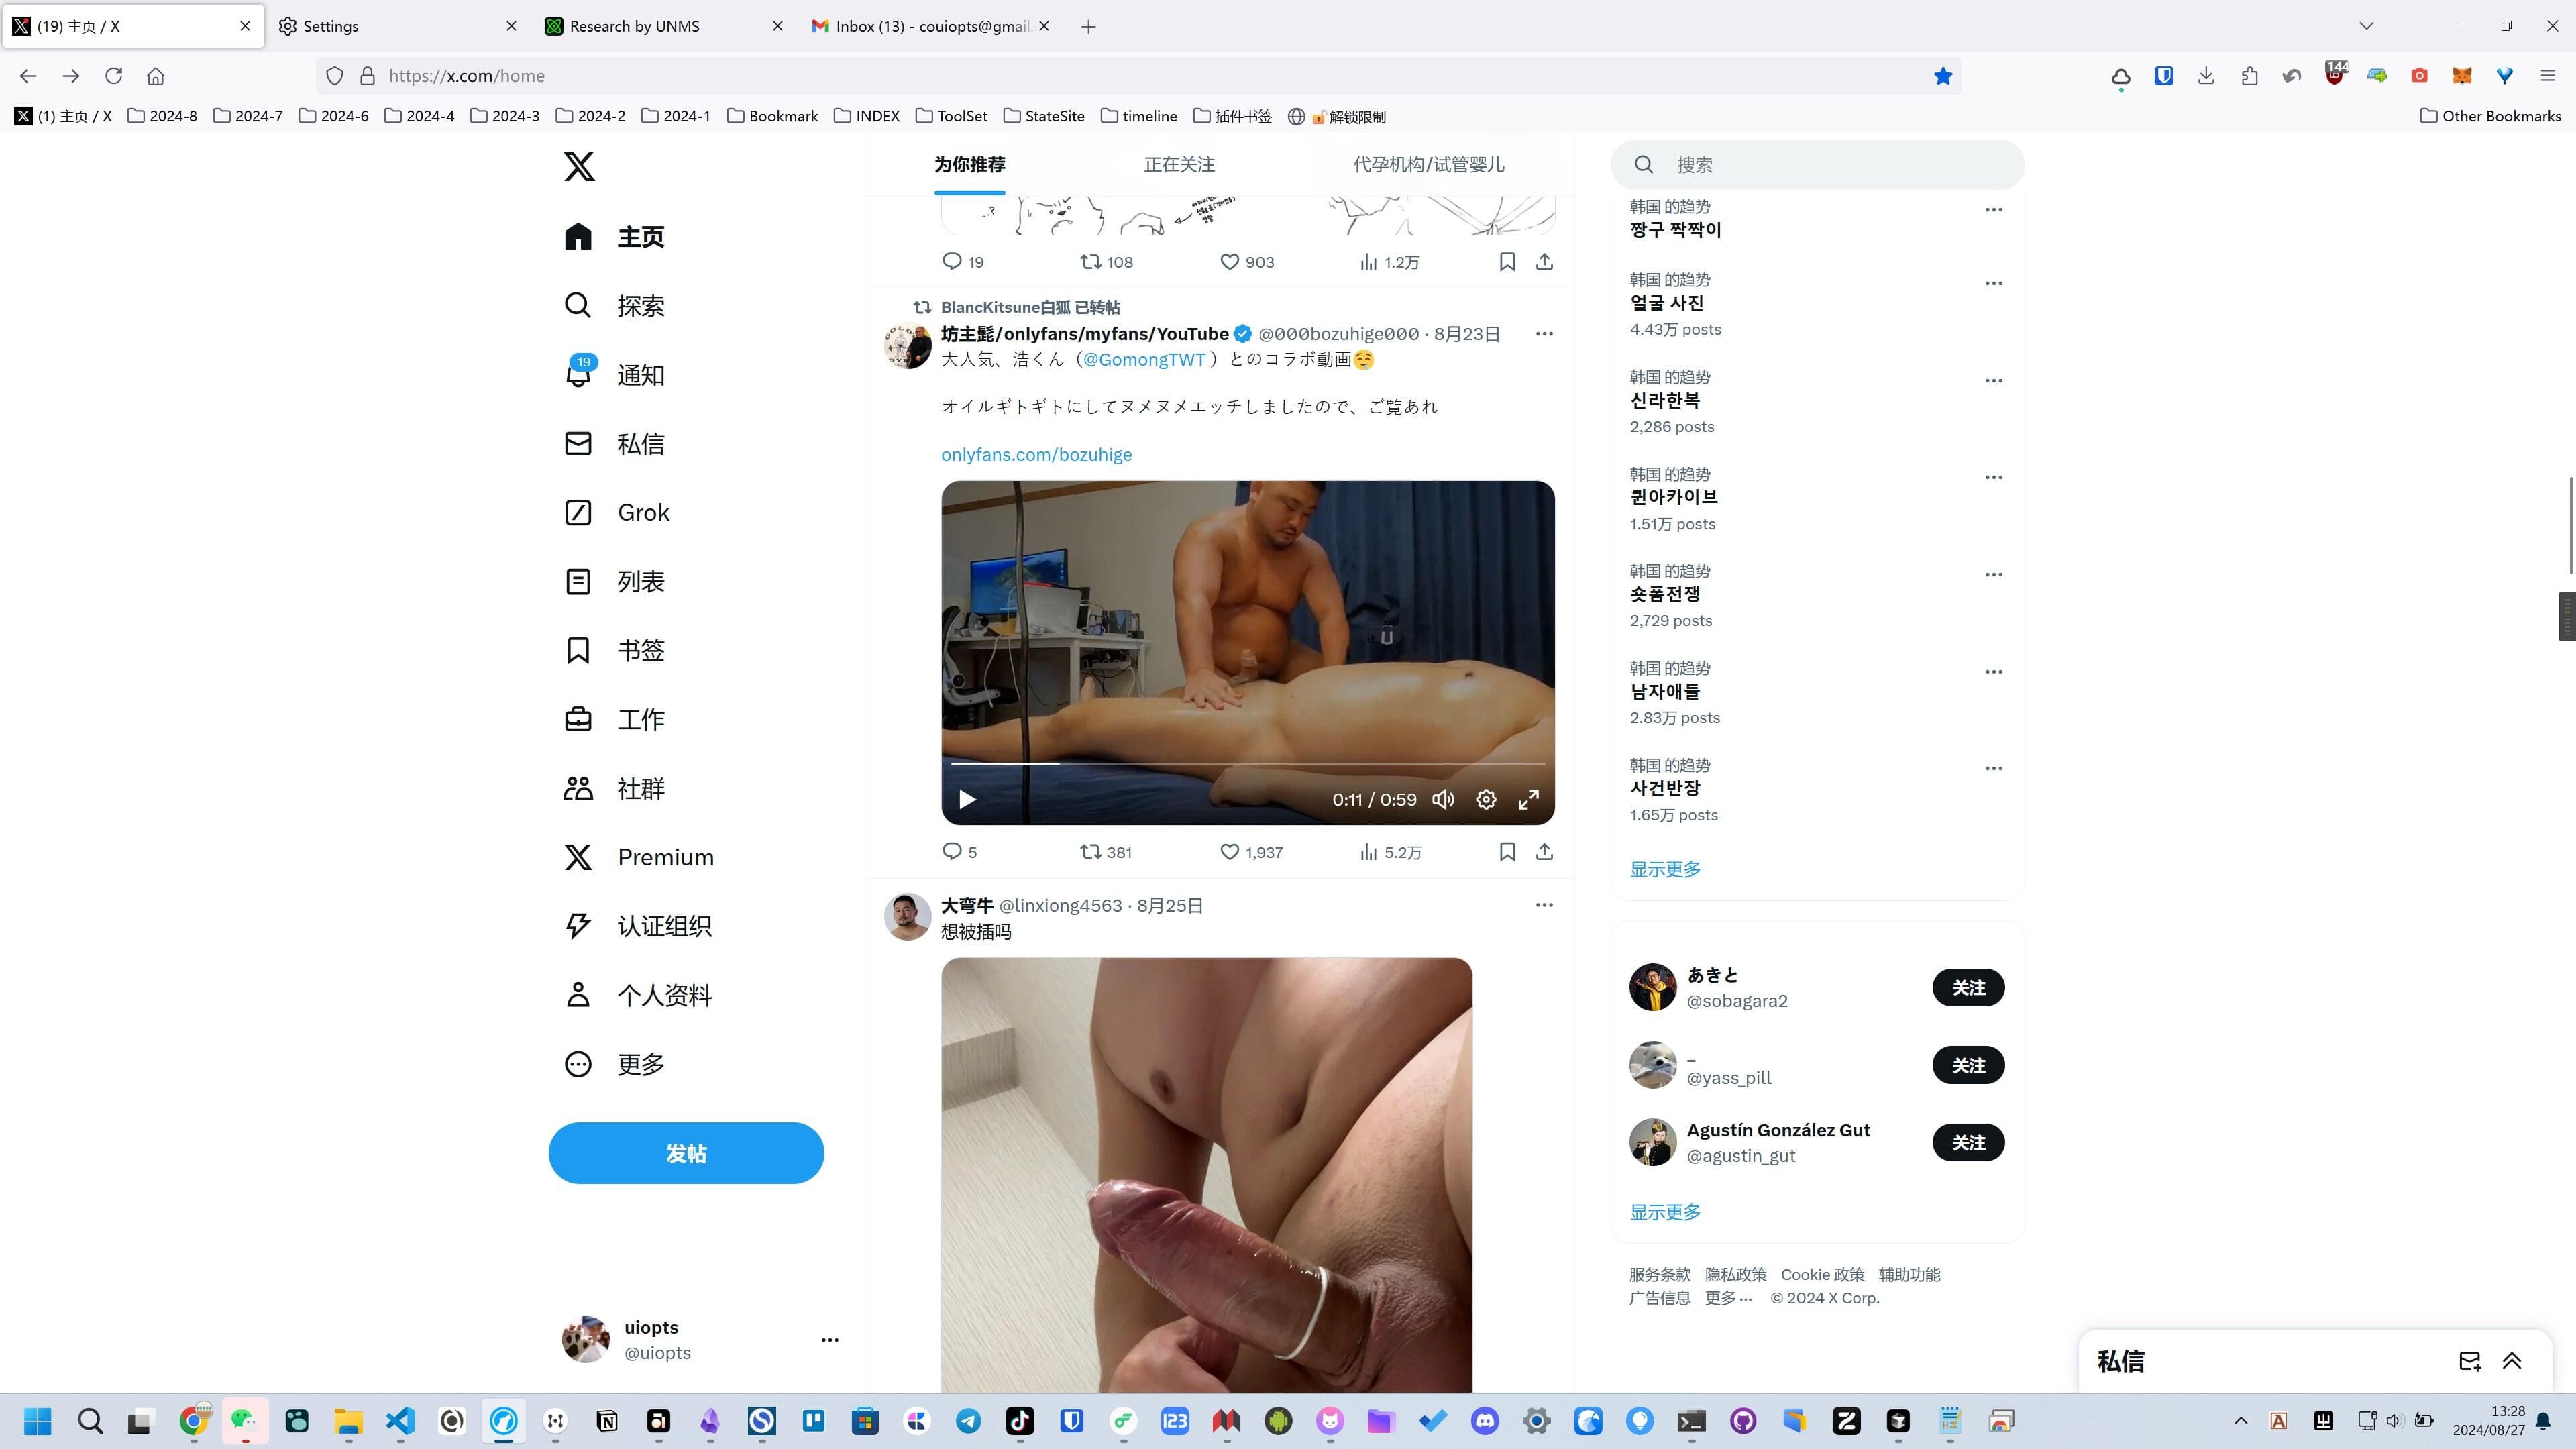 (19) 主页 / X
Settings
Research by UNMS
Inbox (13) - couiopts@gmail.
https://x.com/home
144
(1) 主页 / X
2024-8
2024-7
2024-6
2024-4
2024-3
2024-2
2024-1
Bookmark
INDEX
ToolSet
StateSite
timeline
插件书签
解锁限制
Other Bookmarks
主页
探索
19
通知
私信
Grok
列表
书签
工作
社群
Premium
认证组织
个人资料
更多
发帖
uiopts
@uiopts
为你推荐
正在关注
代孕机构/试管婴儿
...?
19
108
903
1.2万
BlancKitsune白狐 已转帖
坊主髭/onlyfans/myfans/YouTube @000bozuhige000 · 8月23日
大人気、浩くん（@GomongTWT ）とのコラボ動画🤤
オイルギトギトにしてヌメヌメエッチしましたので、ご覧あれ
onlyfans.com/bozuhige
0:11 / 0:59
5
381
1,937
5.2万
大弯牛 @linxiong4563 · 8月25日
想被插吗
搜索
韩国 的趋势
짱구 짝짝이
韩国 的趋势
얼굴 사진
4.43万 posts
韩国 的趋势
신라한복
2,286 posts
韩国 的趋势
퀸아카이브
1.51万 posts
韩国 的趋势
숏폼전쟁
2,729 posts
韩国 的趋势
남자애들
2.83万 posts
韩国 的趋势
사건반장
1.65万 posts
显示更多
あきと
@sobagara2
关注
_
@yass_pill
关注
Agustín González Gut
@agustin_gut
关注
显示更多
服务条款 隐私政策 Cookie 政策 辅助功能
广告信息 更多 ··· © 2024 X Corp.
私信
123
13:28
2024/08/27